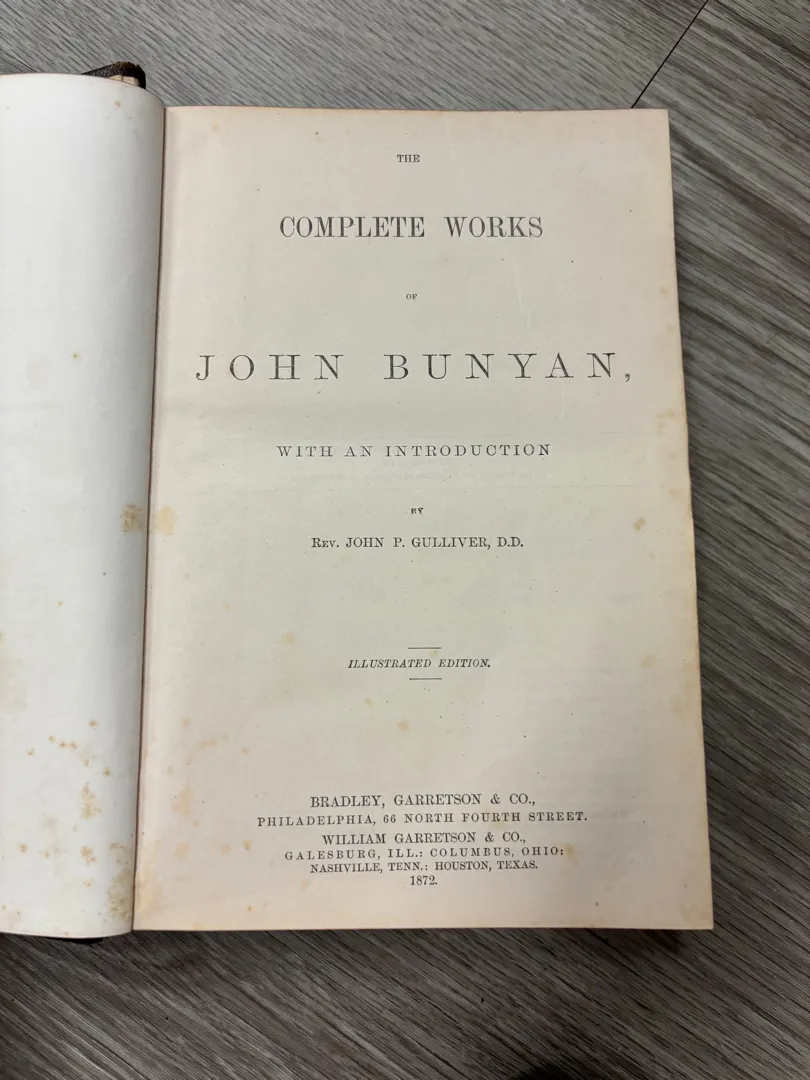 THE
COMPLETE WORKS
OF
JOHN BUNYAN,
WITH AN INTRODUCTION
BY
REV. JOHN P. GULLIVER, D.D.
ILLUSTRATED EDITION.
BRADLEY, GARRETSON & CO.,
PHILADELPHIA, 66 NORTH FOURTH STREET.
WILLIAM GARRETSON & CO.,
GALESBURG, ILL.: COLUMBUS, OHIO:
NASHVILLE, TENN.: HOUSTON, TEXAS.
1872.